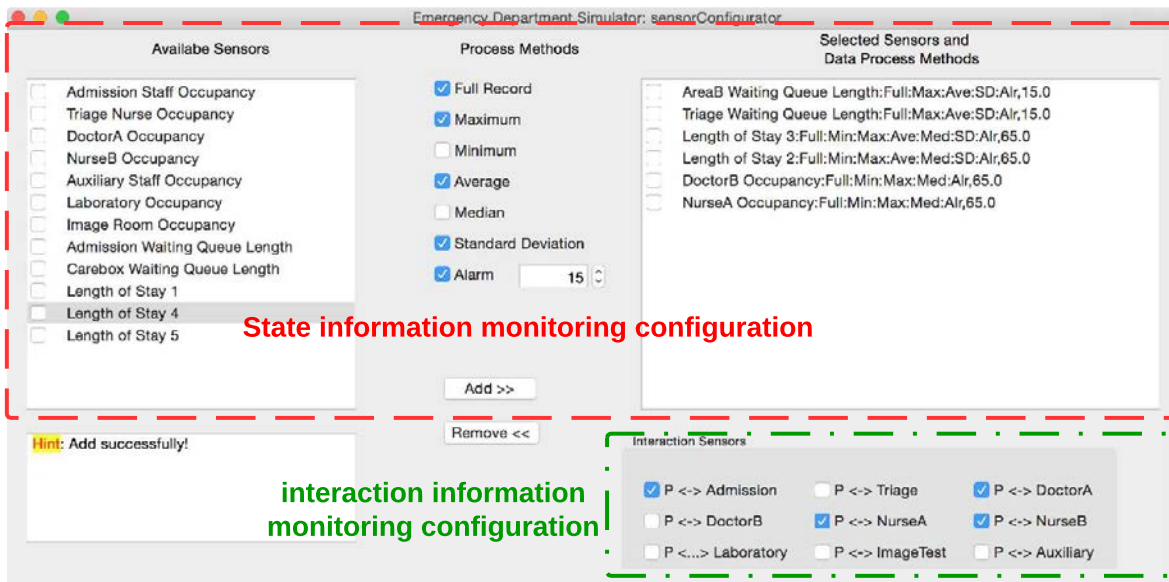 Emergency Department Simulator: sensorConfigurator
Availabe Sensors
Process Methods
Selected Sensors and
Data Process Methods
Admission Staff Occupancy
Triage Nurse Occupancy
DoctorA Occupancy
NurseB Occupancy
Auxiliary Staff Occupancy
Laboratory Occupancy
Image Room Occupancy
Admission Waiting Queue Length
Carebox Waiting Queue Length
Length of Stay 1
Length of Stay 4
Length of Stay 5
Full Record
Maximum
Minimum
Average
Median
Standard Deviation
Alarm 15
AreaB Waiting Queue Length:Full:Max:Ave:SD:Alr,15.0
Triage Waiting Queue Length:Full:Max:Ave:SD:Alr,15.0
Length of Stay 3:Full:Min:Max:Ave:Med:SD:Alr,65.0
Length of Stay 2:Full:Min:Max:Ave:Med:SD:Alr,65.0
DoctorB Occupancy:Full:Min:Max:Med:Alr,65.0
NurseA Occupancy:Full:Min:Max:Med:Alr,65.0
State information monitoring configuration
Add >>
Remove <<
Hint: Add successfully!
interaction information
monitoring configuration
Interaction Sensors
P <-> Admission P <-> Triage P <-> DoctorA
P <-> DoctorB P <-> NurseA P <-> NurseB
P <...> Laboratory P <-> ImageTest P <-> Auxiliary